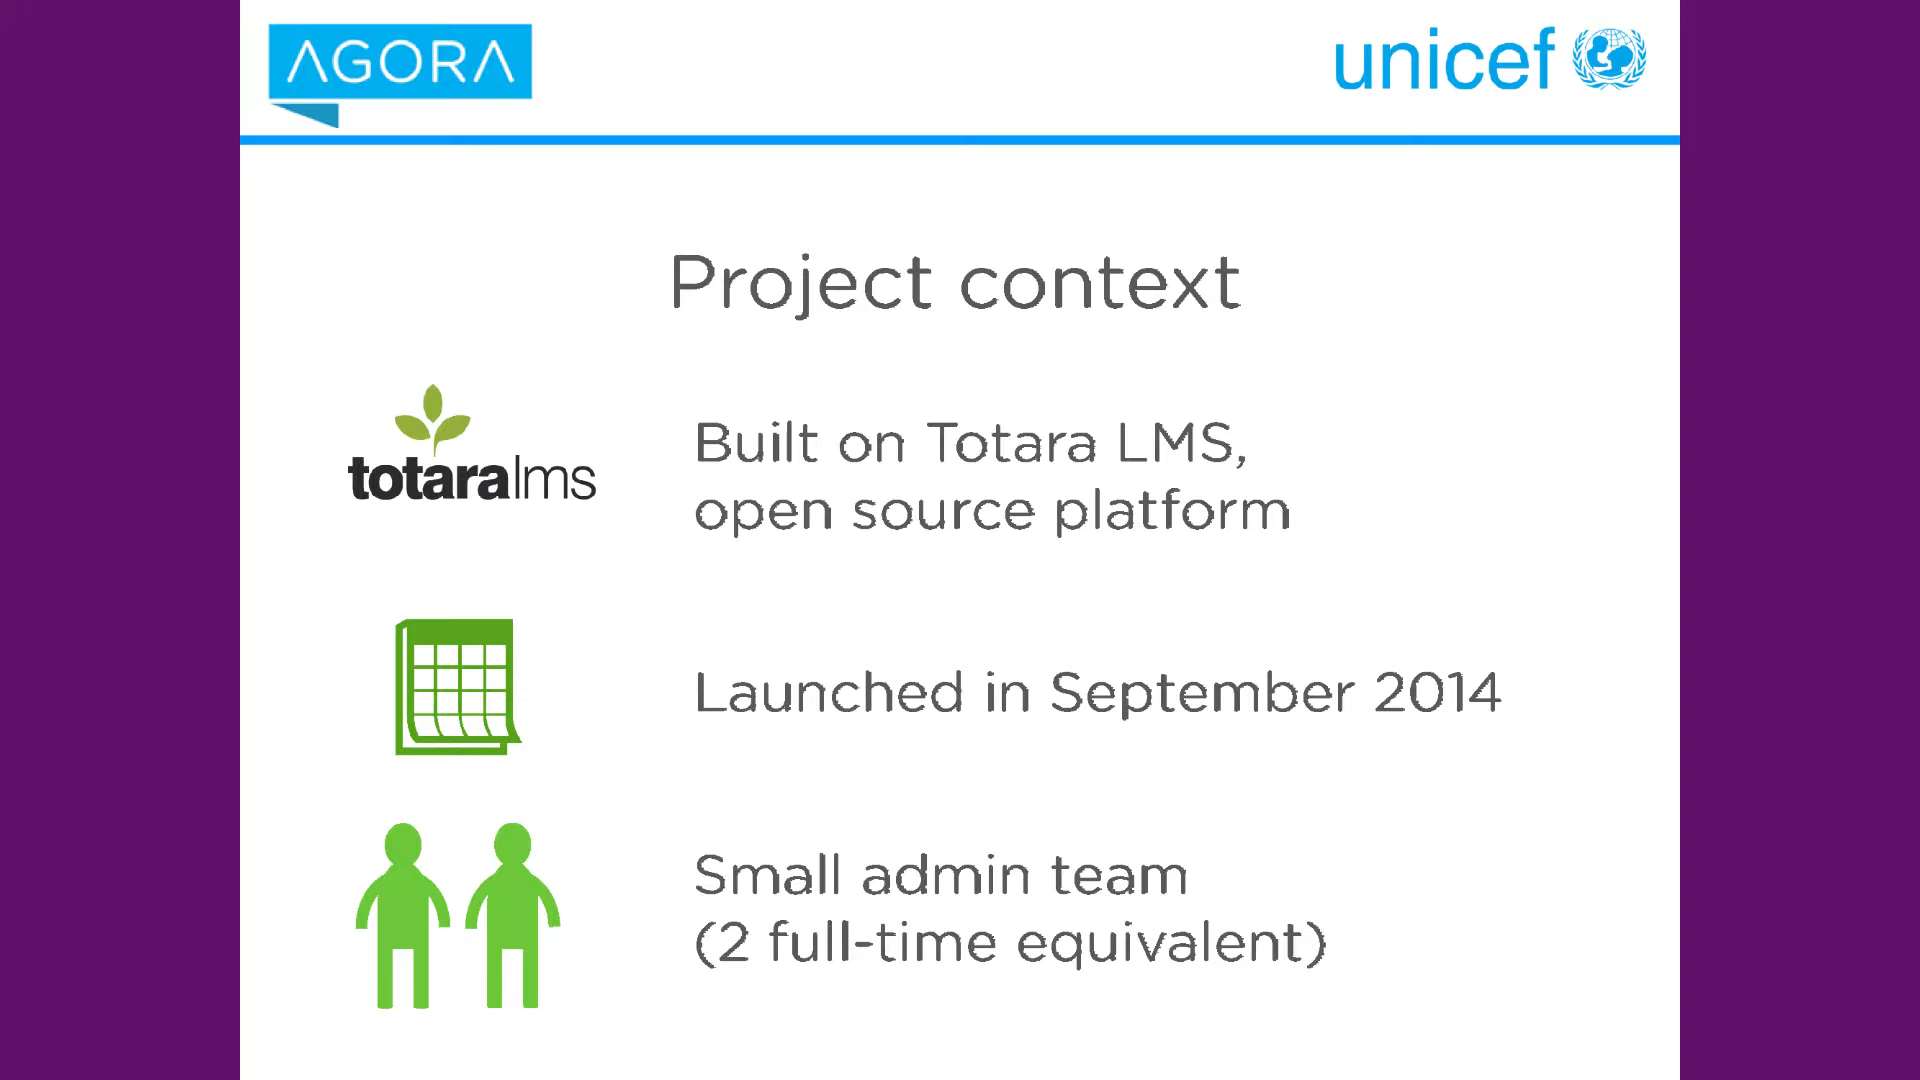 AGORA
unicef
Project context
totaralms
Built on Totara LMS,
open source platform
Launched in September 2014
Small admin team
(2 full-time equivalent)